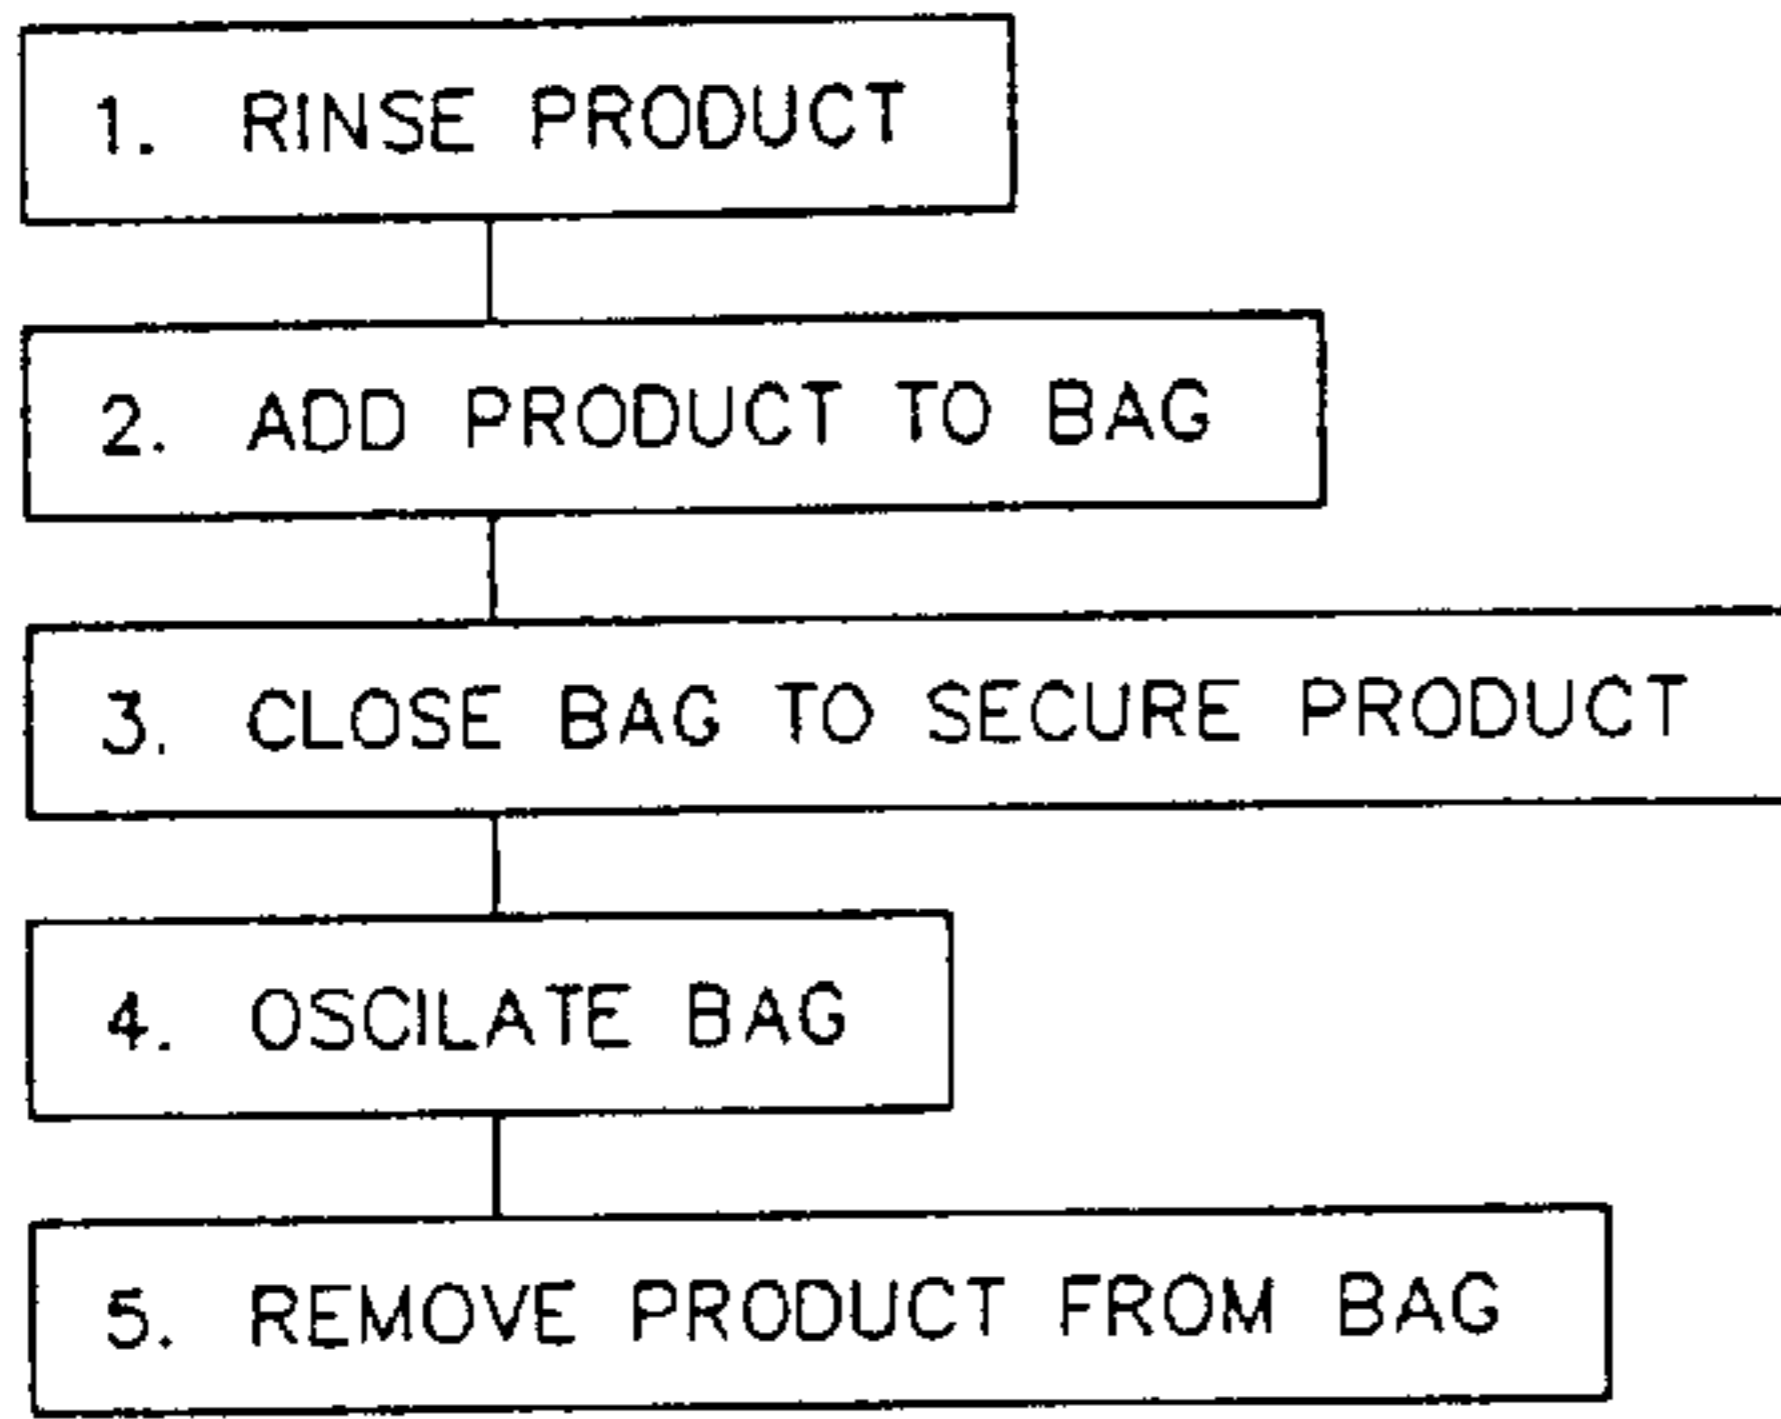 1. RINSE PRODUCT
2. ADD PRODUCT TO BAG
3. CLOSE BAG TO SECURE PRODUCT
4. OSCILATE BAG
5. REMOVE PRODUCT FROM BAG